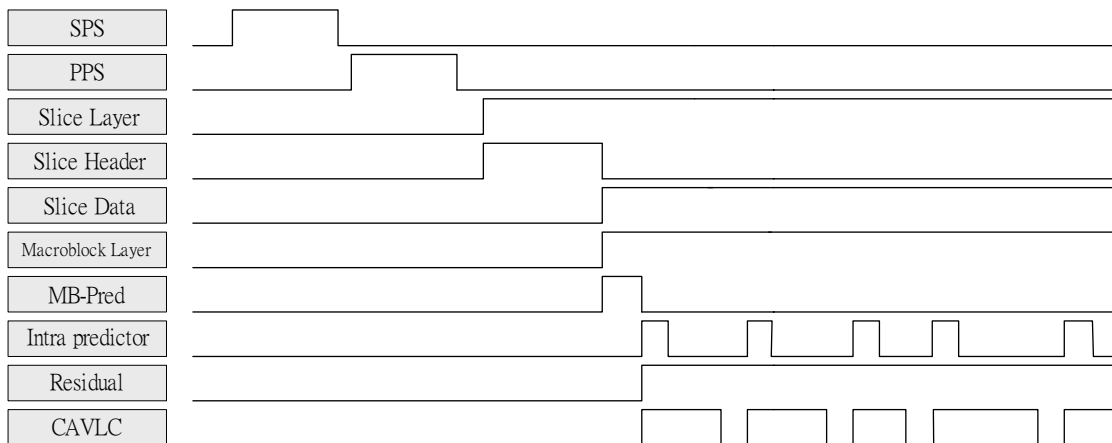 SPS
PPS
Slice Layer
Slice Header
Slice Data
Macroblock Layer
MB-Pred
Intra predictor
Residual
CAVLC